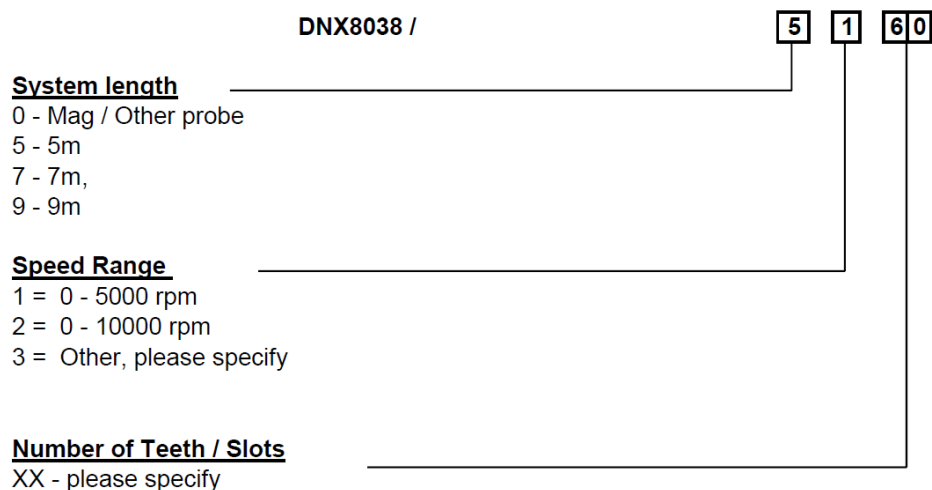 DNX8038 / 5 1 6 0
System length
0 - Mag / Other probe
5 - 5m
7 - 7m,
9 - 9m
Speed Range
1 = 0 - 5000 rpm
2 = 0 - 10000 rpm
3 = Other, please specify
Number of Teeth / Slots
XX - please specify